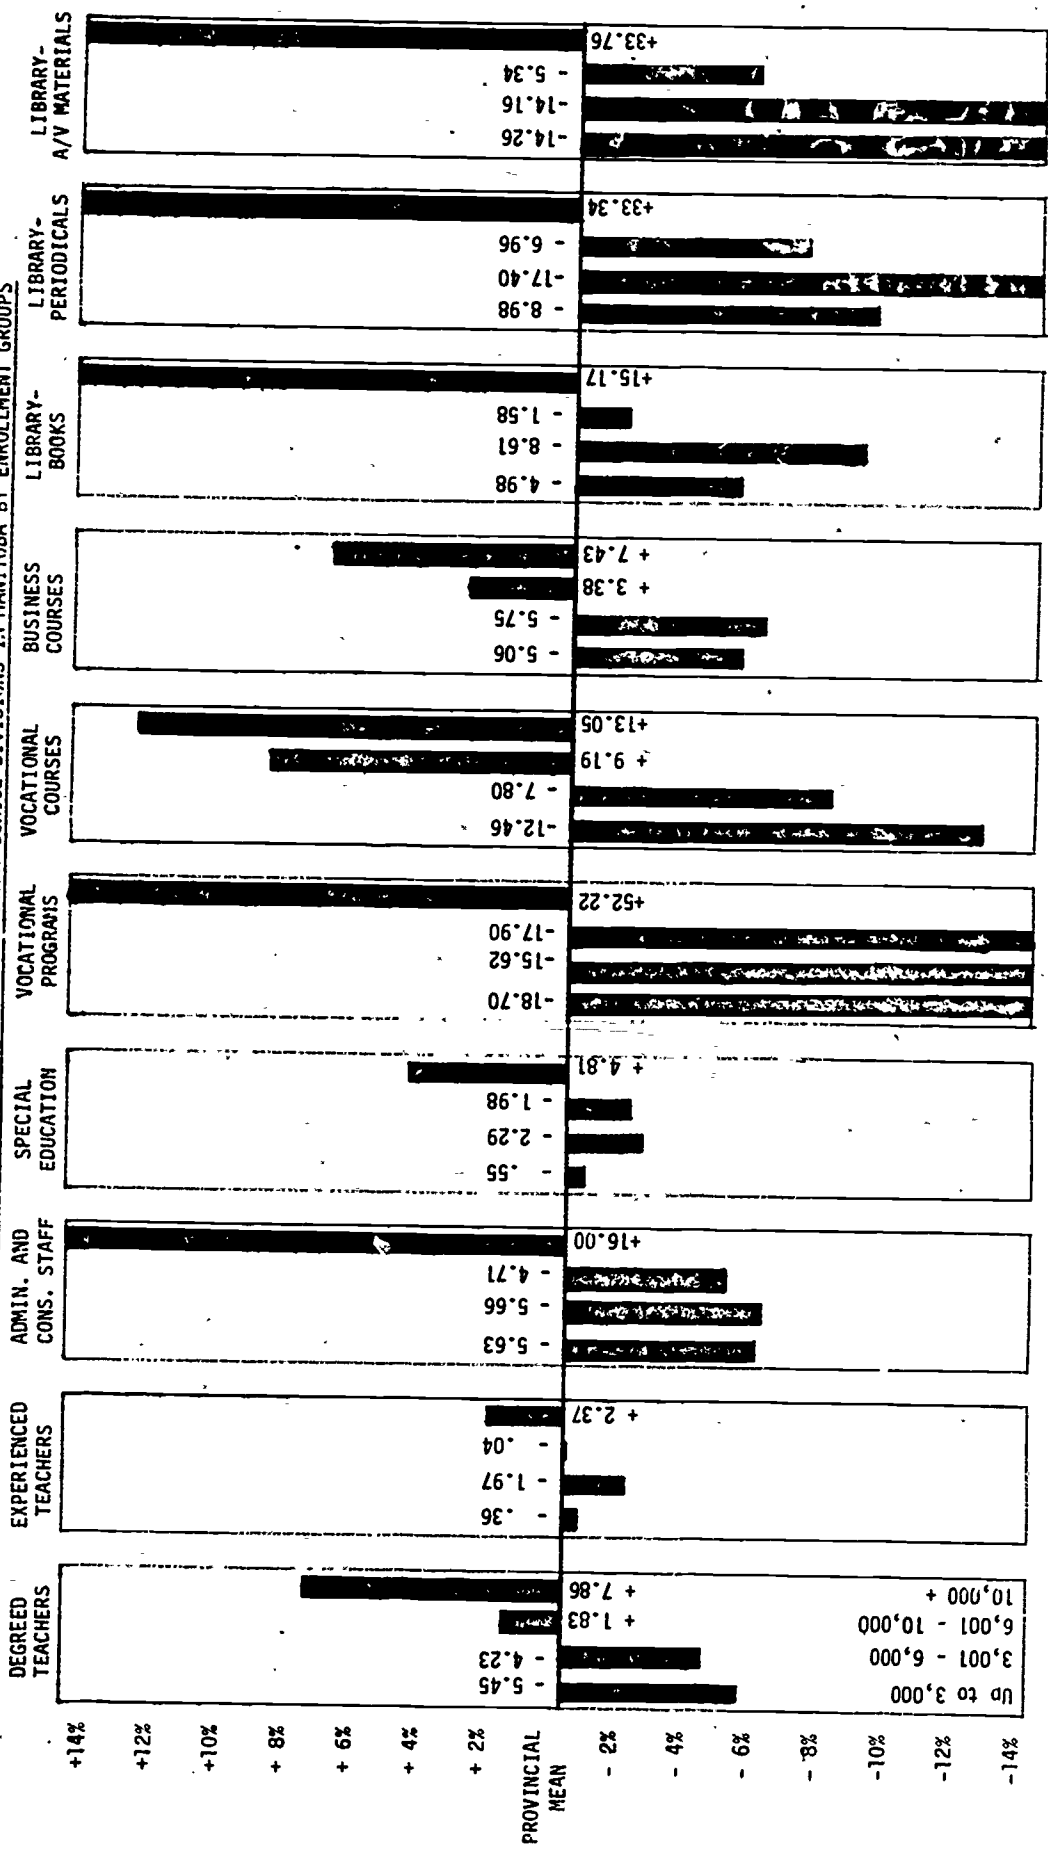 SCHOOL DIVISIONS IN MANITOBA BY ENROLLMENT GROUPS
DEGREED
TEACHERS
EXPERIENCED
TEACHERS
ADMIN. AND
CONS. STAFF
SPECIAL
EDUCATION
VOCATIONAL
PROGRAMS
VOCATIONAL
COURSES
BUSINESS
COURSES
LIBRARY-
BOOKS
LIBRARY-
PERIODICALS
LIBRARY-
A/V MATERIALS
+14%
+12%
+10%
+ 8%
+ 6%
+ 4%
+ 2%
PROVINCIAL
MEAN
- 2%
- 4%
- 6%
- 8%
-10%
-12%
-14%
Up to 3,000
3,001 - 6,000
6,001 - 10,000
10,000 +
- 5.45
- 4.23
+ 1.83
+ 7.86
- .36
- 1.97
- .04
+ 2.37
- 5.63
- 5.66
- 4.71
+16.00
- .55
- 2.29
- 1.98
+ 4.81
-18.70
-15.62
-17.90
+52.22
-12.46
- 7.80
+ 9.19
+13.05
- 5.06
- 5.75
+ 3.38
+ 7.43
- 4.98
- 8.61
- 1.58
+15.17
- 8.98
-17.40
- 6.96
+33.34
-14.26
-14.16
- 5.34
+33.76